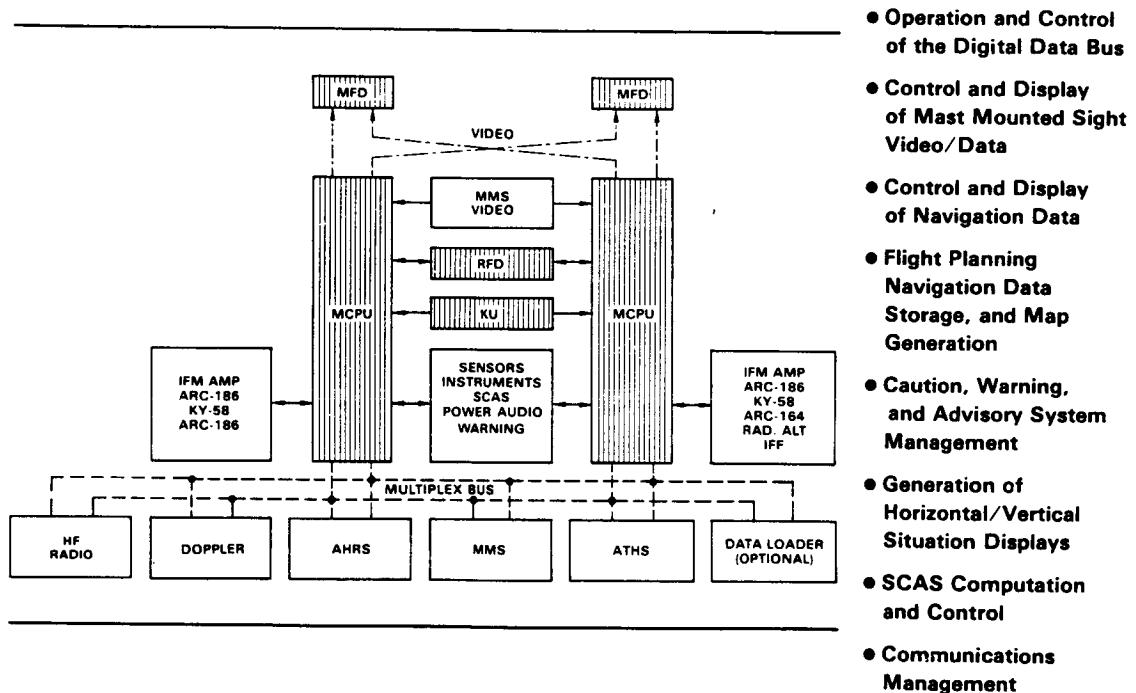 MFD
MFD
VIDEO
MMS
VIDEO
RFD
MCPU
KU
MCPU
IFM AMP
ARC-186
KY-58
ARC-186
SENSORS
INSTRUMENTS
SCAS
POWER AUDIO
WARNING
IFM AMP
ARC-186
KY-58
ARC-164
RAD. ALT
IFF
MULTIPLEX BUS
HF
RADIO
DOPPLER
AHRS
MMS
ATHS
DATA LOADER
(OPTIONAL)
● Operation and Control
of the Digital Data Bus
● Control and Display
of Mast Mounted Sight
Video/Data
● Control and Display
of Navigation Data
● Flight Planning
Navigation Data
Storage, and Map
Generation
● Caution, Warning,
and Advisory System
Management
● Generation of
Horizontal/Vertical
Situation Displays
● SCAS Computation
and Control
● Communications
Management